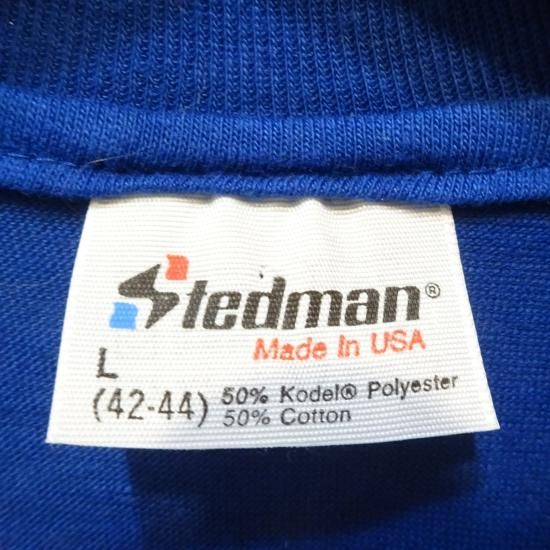 Stedman®
Made In USA
L
(42-44)
50% Kodel® Polyester
50% Cotton